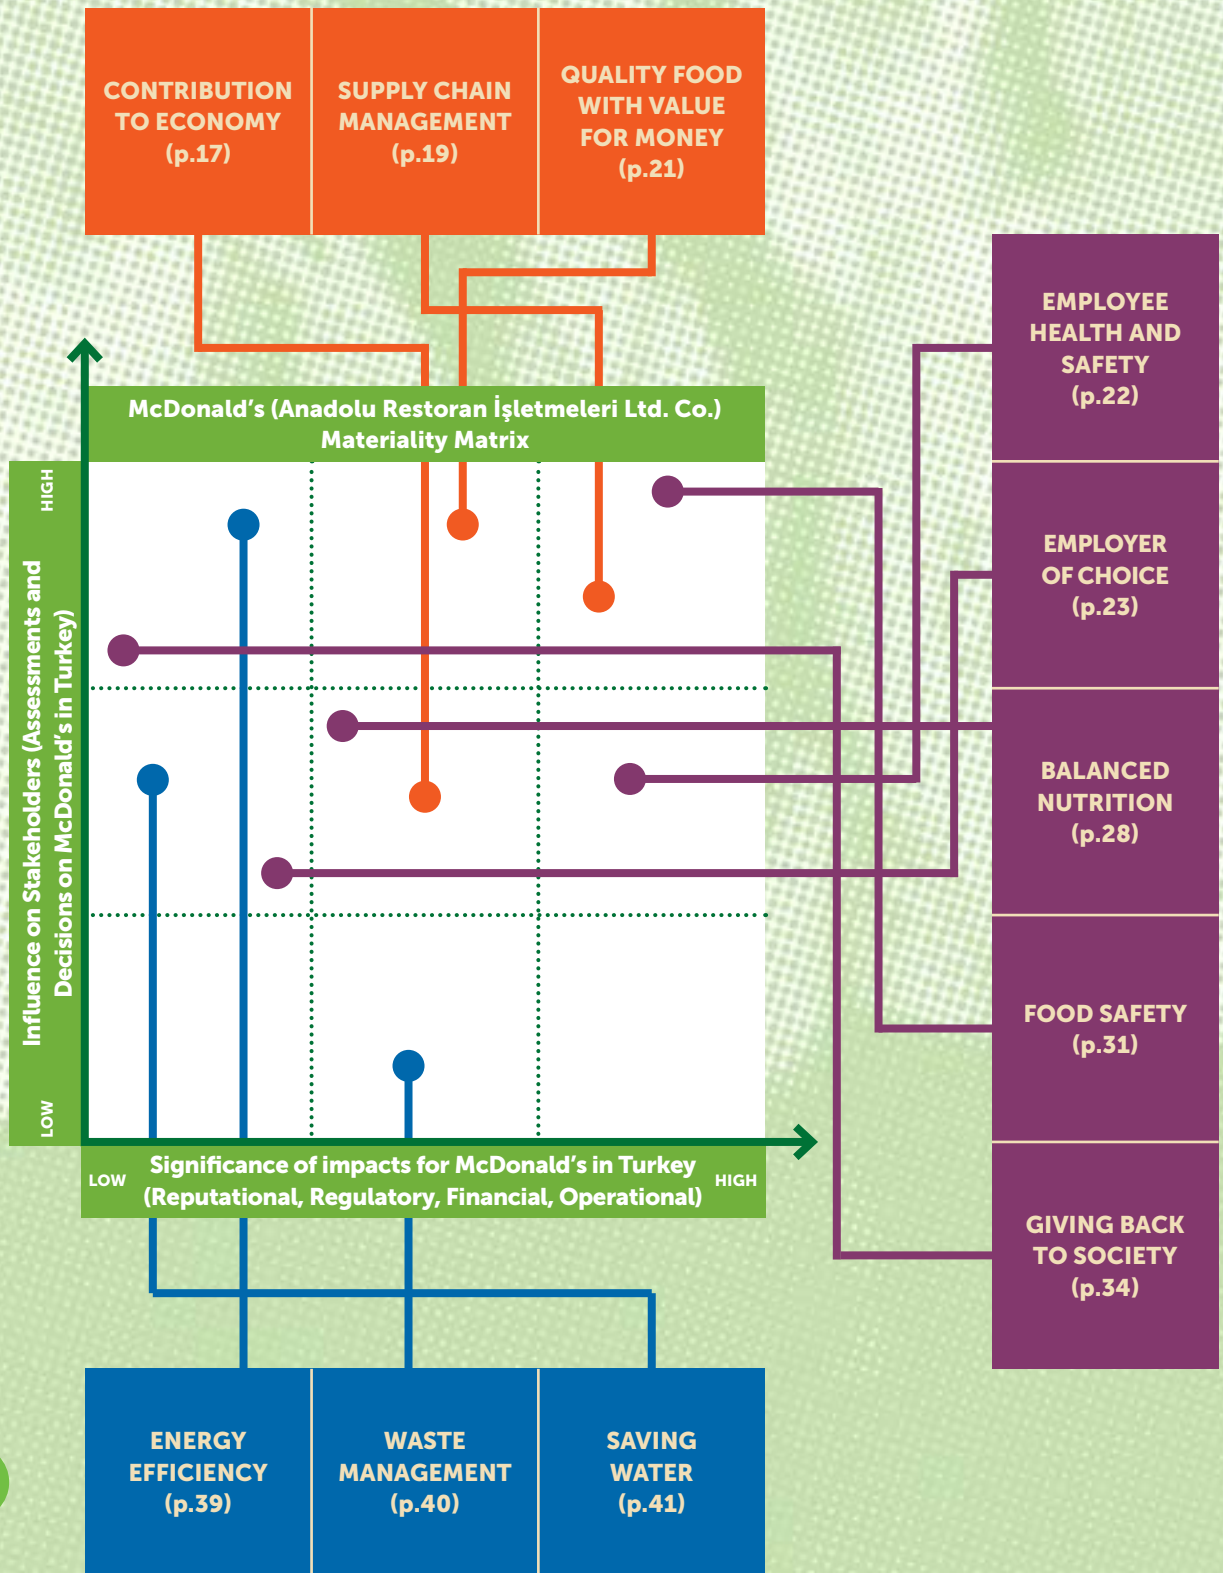 CONTRIBUTION
TO ECONOMY
(p.17)
SUPPLY CHAIN
MANAGEMENT
(p.19)
QUALITY FOOD
WITH VALUE
FOR MONEY
(p.21)
EMPLOYEE
HEALTH AND
SAFETY
(p.22)
EMPLOYER
OF CHOICE
(p.23)
BALANCED
NUTRITION
(p.28)
FOOD SAFETY
(p.31)
GIVING BACK
TO SOCIETY
(p.34)
McDonald's (Anadolu Restoran İşletmeleri Ltd. Co.)
Materiality Matrix
HIGH
Influence on Stakeholders (Assessments and
Decisions on McDonald's in Turkey)
LOW
LOW
Significance of impacts for McDonald's in Turkey
(Reputational, Regulatory, Financial, Operational)
HIGH
ENERGY
EFFICIENCY
(p.39)
WASTE
MANAGEMENT
(p.40)
SAVING
WATER
(p.41)